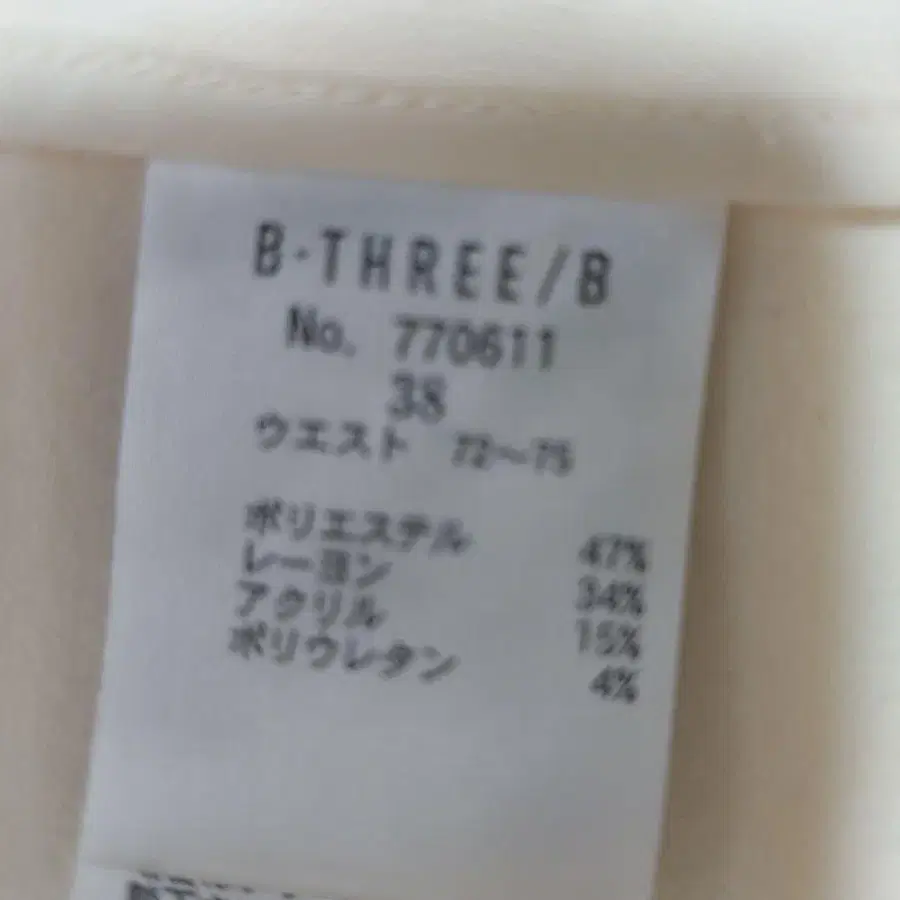 B·THREE/B
No. 770611
38
ウエスト 72〜75
ポリエステル 47%
レーヨン 34%
アクリル 15%
ポリウレタン 4%